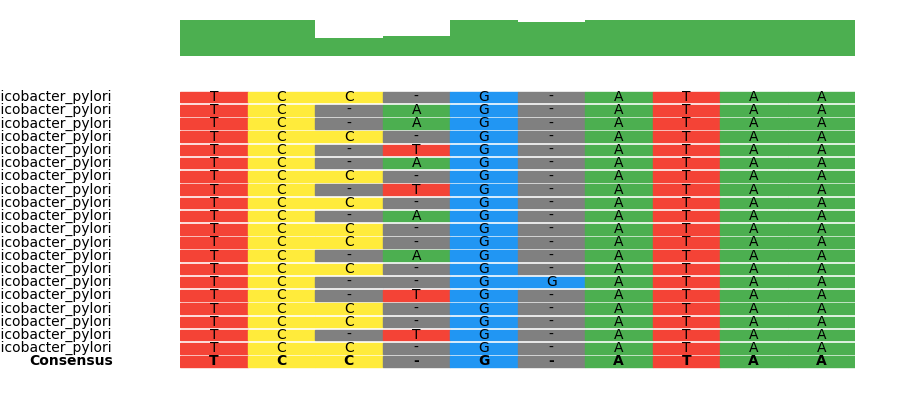 icobacter_pylori T C C - G - A T A A
icobacter_pylori T C - A G - A T A A
icobacter_pylori T C - A G - A T A A
icobacter_pylori T C C - G - A T A A
icobacter_pylori T C - T G - A T A A
icobacter_pylori T C - A G - A T A A
icobacter_pylori T C C - G - A T A A
icobacter_pylori T C - T G - A T A A
icobacter_pylori T C C - G - A T A A
icobacter_pylori T C - A G - A T A A
icobacter_pylori T C C - G - A T A A
icobacter_pylori T C C - G - A T A A
icobacter_pylori T C - A G - A T A A
icobacter_pylori T C C - G - A T A A
icobacter_pylori T C - - G G A T A A
icobacter_pylori T C - T G - A T A A
icobacter_pylori T C C - G - A T A A
icobacter_pylori T C C - G - A T A A
icobacter_pylori T C - T G - A T A A
icobacter_pylori T C C - G - A T A A
Consensus T C C - G - A T A A